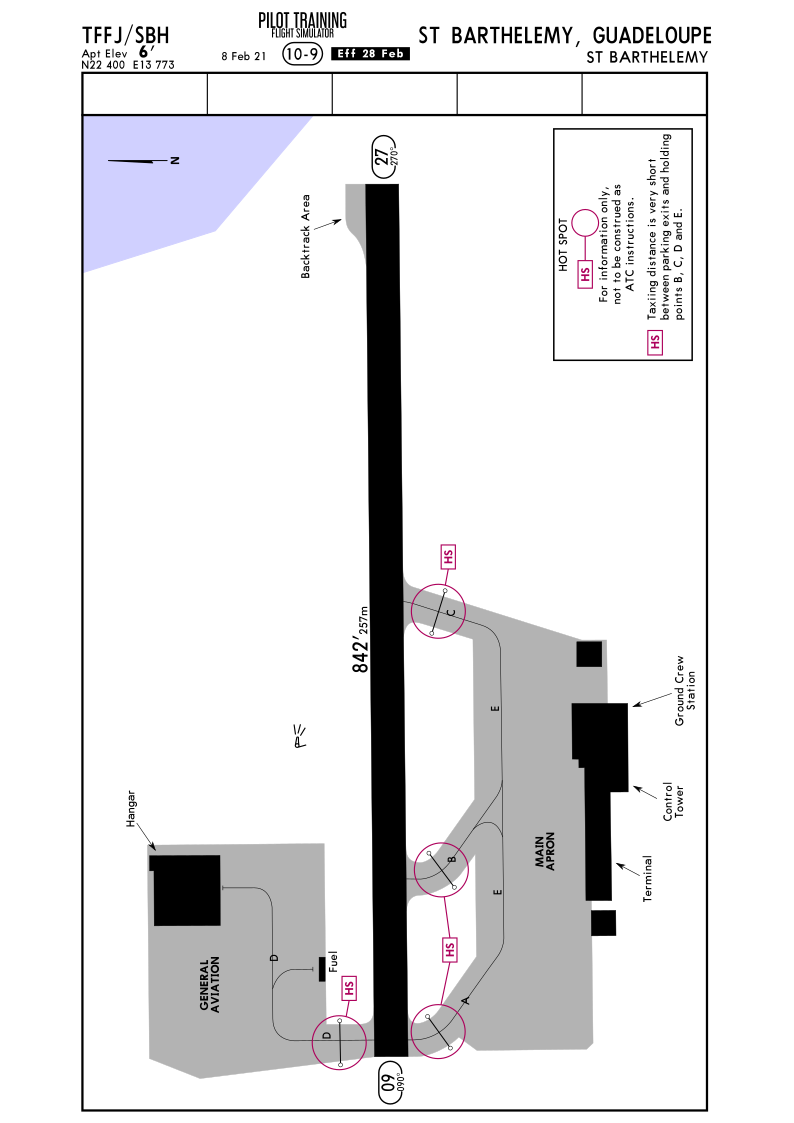 TFFJ/SBH
Apt Elev 6'
N22 400 E13 773
PILOT TRAINING
FLIGHT SIMULATOR
8 Feb 21 10-9 Eff 28 Feb
ST BARTHELEMY, GUADELOUPE
ST BARTHELEMY
N
27
270°
Backtrack Area
HOT SPOT
HS
For information only,
not to be construed as
ATC instructions.
HS
Taxiing distance is very short
between parking exits and holding
points B, C, D and E.
HS
C
842' 257m
E
Ground Crew
Station
Control
Tower
Terminal
MAIN
APRON
B
E
HS
A
Hangar
D
GENERAL
AVIATION
Fuel
HS
D
09
090°